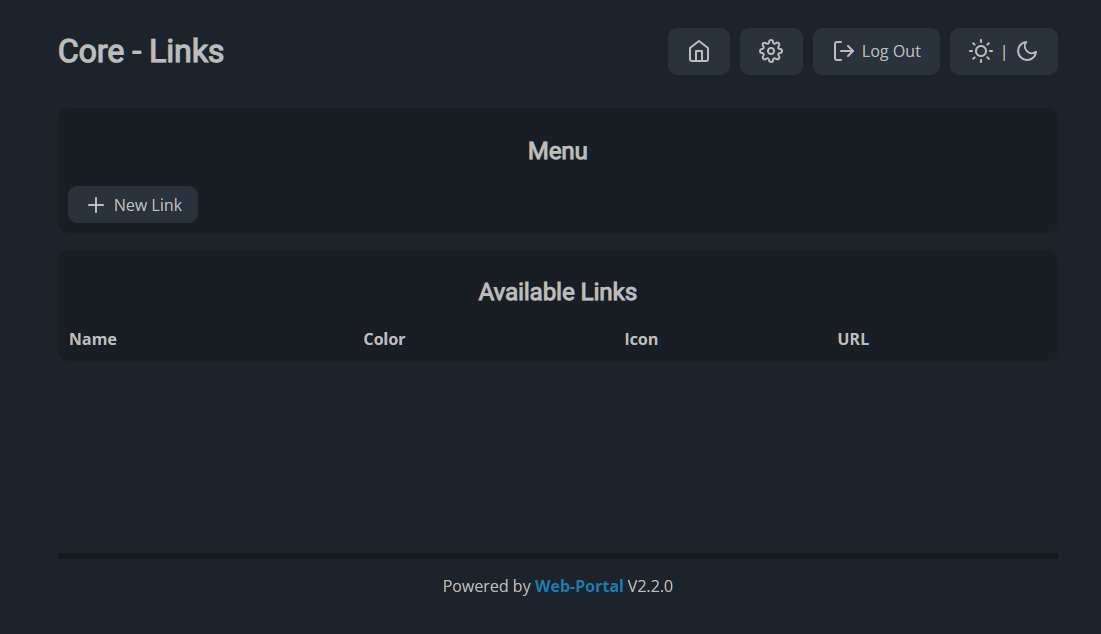 Core - Links
Log Out
|
Menu
New Link
Available Links
Name Color Icon URL
Powered by Web-Portal V2.2.0